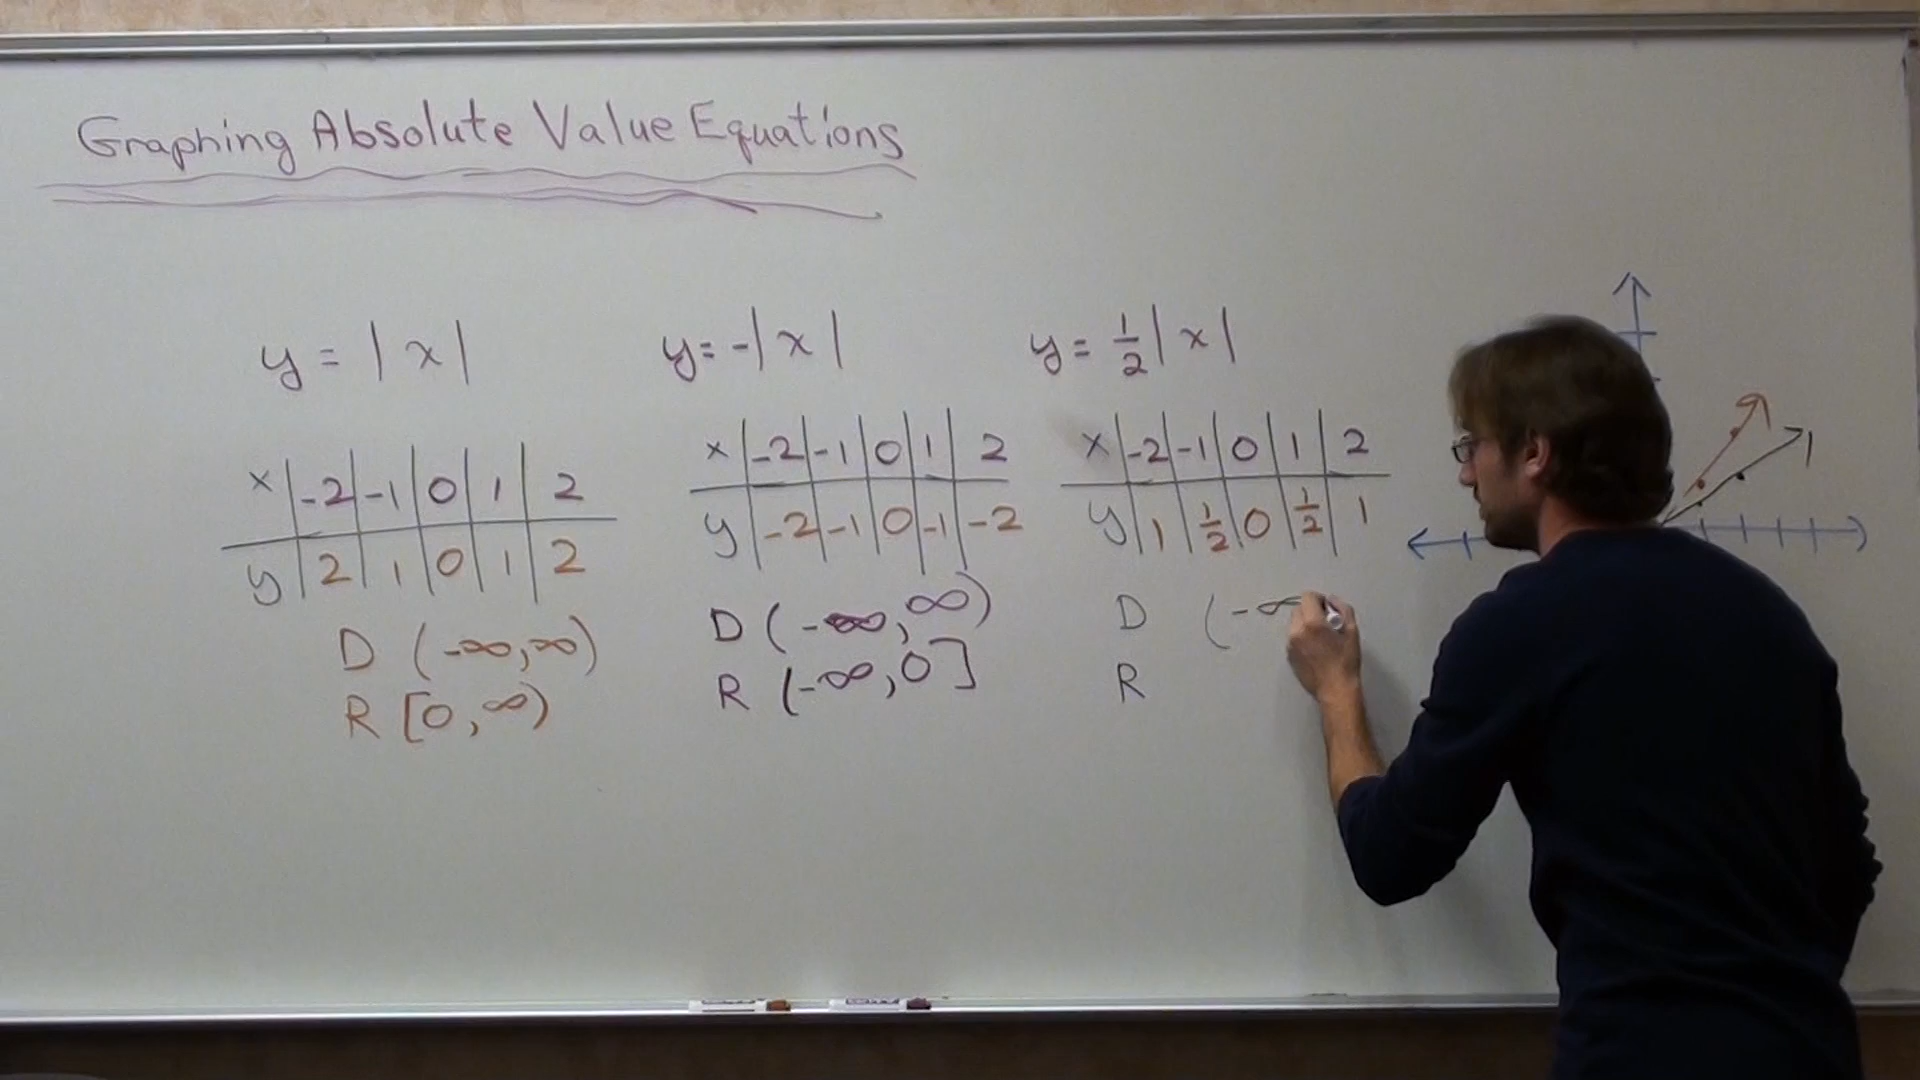 Graphing Absolute Value Equations
y = |x|
x -2 -1 0 1 2
y 2 1 0 1 2
D (-∞,∞)
R [0,∞)
y = -|x|
x -2 -1 0 1 2
y -2 -1 0 -1 -2
D (-∞,∞)
R (-∞,0]
y = 1/2|x|
x -2 -1 0 1 2
y 1 1/2 0 1/2 1
D (-∞
R